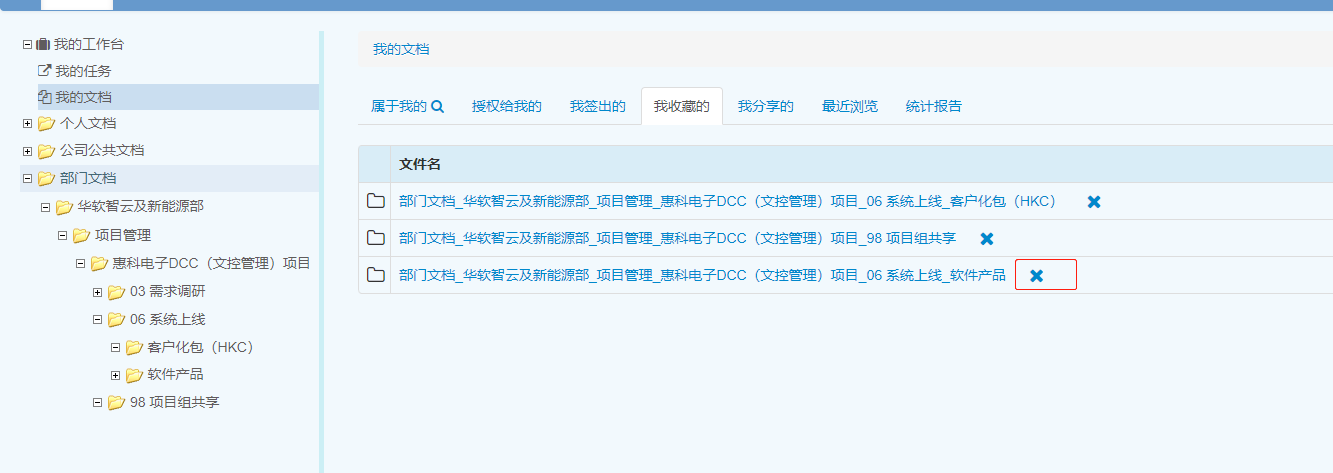 我的工作台
我的任务
我的文档
个人文档
公司公共文档
部门文档
华软智云及新能源部
项目管理
惠科电子DCC（文控管理）项目
03 需求调研
06 系统上线
客户化包（HKC）
软件产品
98 项目组共享
我的文档
属于我的 授权给我的 我签出的 我收藏的 我分享的 最近浏览 统计报告
文件名
部门文档_华软智云及新能源部_项目管理_惠科电子DCC（文控管理）项目_06 系统上线_客户化包（HKC）
部门文档_华软智云及新能源部_项目管理_惠科电子DCC（文控管理）项目_98 项目组共享
部门文档_华软智云及新能源部_项目管理_惠科电子DCC（文控管理）项目_06 系统上线_软件产品